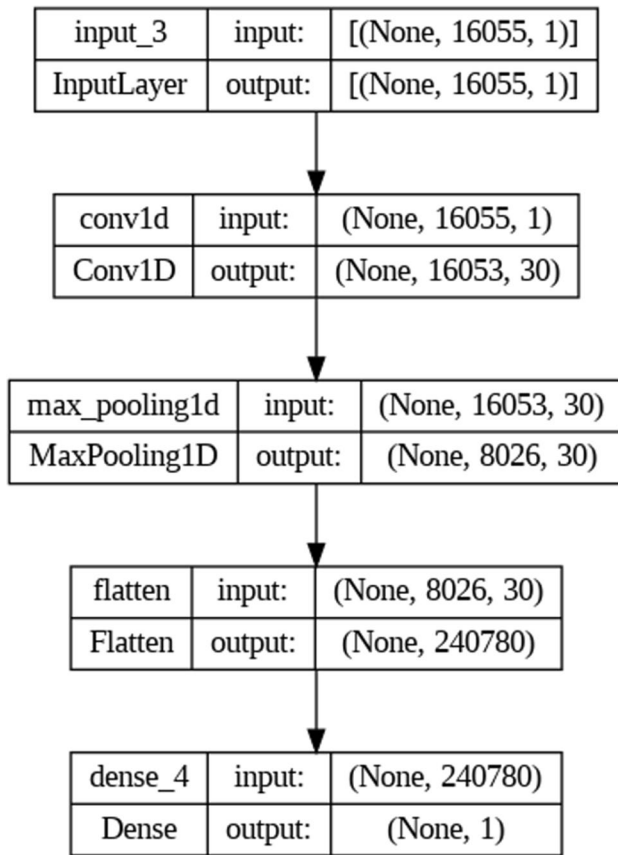 input_3 input: [(None, 16055, 1)]
InputLayer output: [(None, 16055, 1)]
conv1d input: (None, 16055, 1)
Conv1D output: (None, 16053, 30)
max_pooling1d input: (None, 16053, 30)
MaxPooling1D output: (None, 8026, 30)
flatten input: (None, 8026, 30)
Flatten output: (None, 240780)
dense_4 input: (None, 240780)
Dense output: (None, 1)